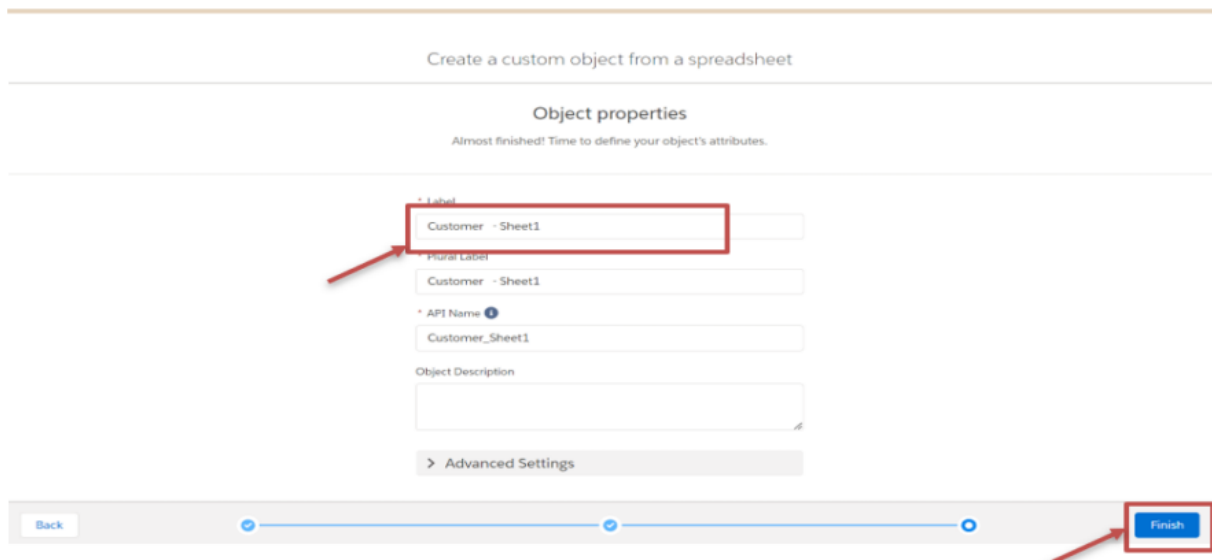 Create a custom object from a spreadsheet
Object properties
Almost finished! Time to define your object's attributes.
* Label
Customer - Sheet1
* Plural Label
Customer - Sheet1
* API Name i
Customer_Sheet1
Object Description
> Advanced Settings
Back
Finish